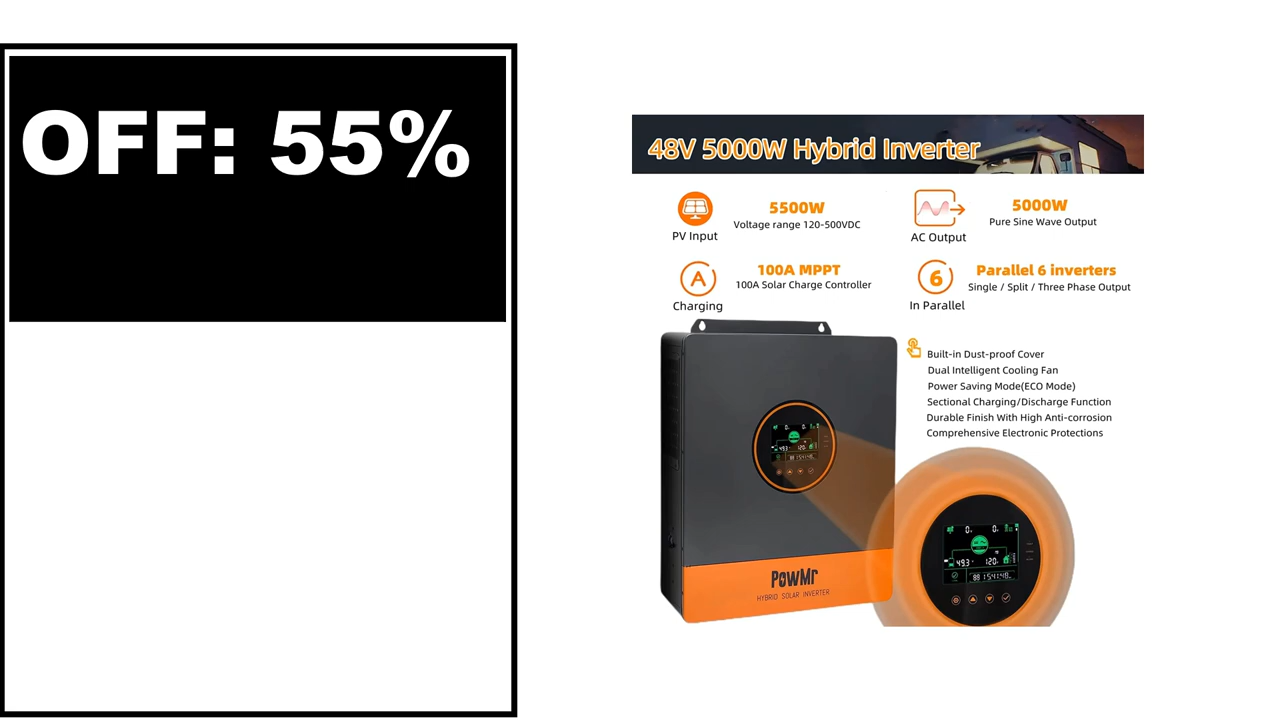 OFF: 55%
48V 5000W Hybrid Inverter
5500W
Voltage range 120-500VDC
PV Input
5000W
Pure Sine Wave Output
AC Output
100A MPPT
100A Solar Charge Controller
Charging
6
Parallel 6 inverters
Single / Split / Three Phase Output
In Parallel
Built-in Dust-proof Cover
Dual Intelligent Cooling Fan
Power Saving Mode(ECO Mode)
Sectional Charging/Discharge Function
Durable Finish With High Anti-corrosion
Comprehensive Electronic Protections
PowMr
HYBRID SOLAR INVERTER